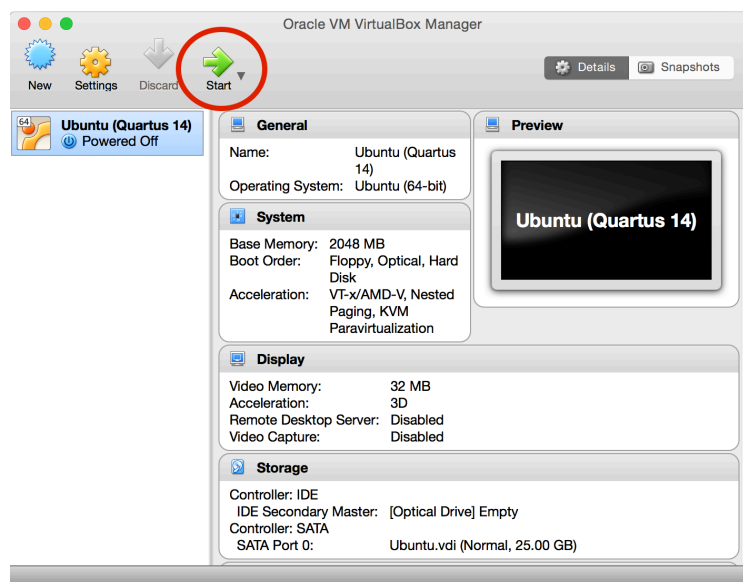 Oracle VM VirtualBox Manager
New Settings Discard Start
Details Snapshots
64
Ubuntu (Quartus 14)
Powered Off
General
Name: Ubuntu (Quartus
14)
Operating System: Ubuntu (64-bit)
System
Base Memory: 2048 MB
Boot Order: Floppy, Optical, Hard
Disk
Acceleration: VT-x/AMD-V, Nested
Paging, KVM
Paravirtualization
Preview
Ubuntu (Quartus 14)
Display
Video Memory: 32 MB
Acceleration: 3D
Remote Desktop Server: Disabled
Video Capture: Disabled
Storage
Controller: IDE
IDE Secondary Master: [Optical Drive] Empty
Controller: SATA
SATA Port 0: Ubuntu.vdi (Normal, 25.00 GB)